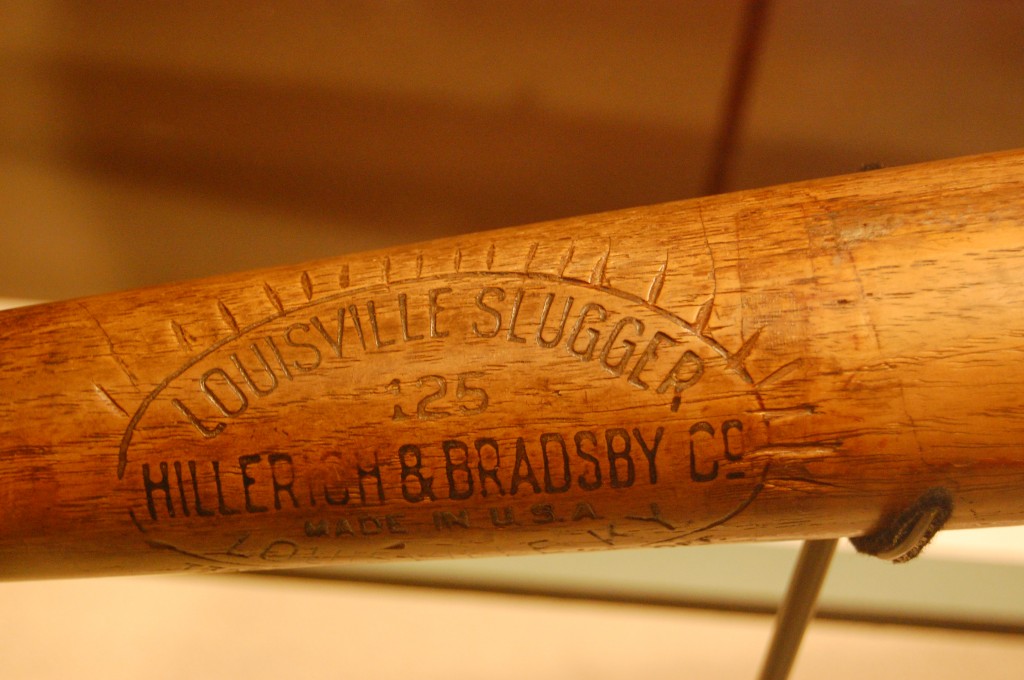 LOUISVILLE SLUGGER
125
HILLERICH & BRADSBY Co
MADE IN U.S.A